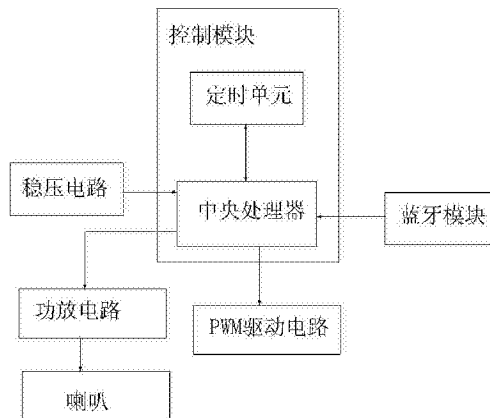 控制模块
定时单元
稳压电路
中央处理器
蓝牙模块
功放电路
PWM驱动电路
喇叭